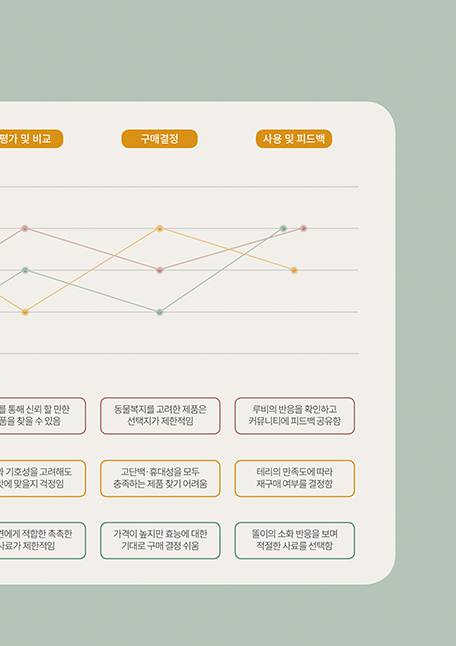 평가 및 비교
구매결정
사용 및 피드백
를 통해 신뢰 할 만한
품을 찾을 수 있음
동물복지를 고려한 제품은
선택지가 제한적임
루비의 반응을 확인하고
커뮤니티에 피드백 공유함
기호성을 고려해도
맞을지 걱정임
고단백·휴대성을 모두
충족하는 제품 찾기 어려움
테리의 만족도에 따라
재구매 여부를 결정함
견에게 적합한 촉촉한
사료가 제한적임
가격이 높지만 효능에 대한
기대로 구매 결정 쉬움
똘이의 소화 반응을 보며
적절한 사료를 선택함